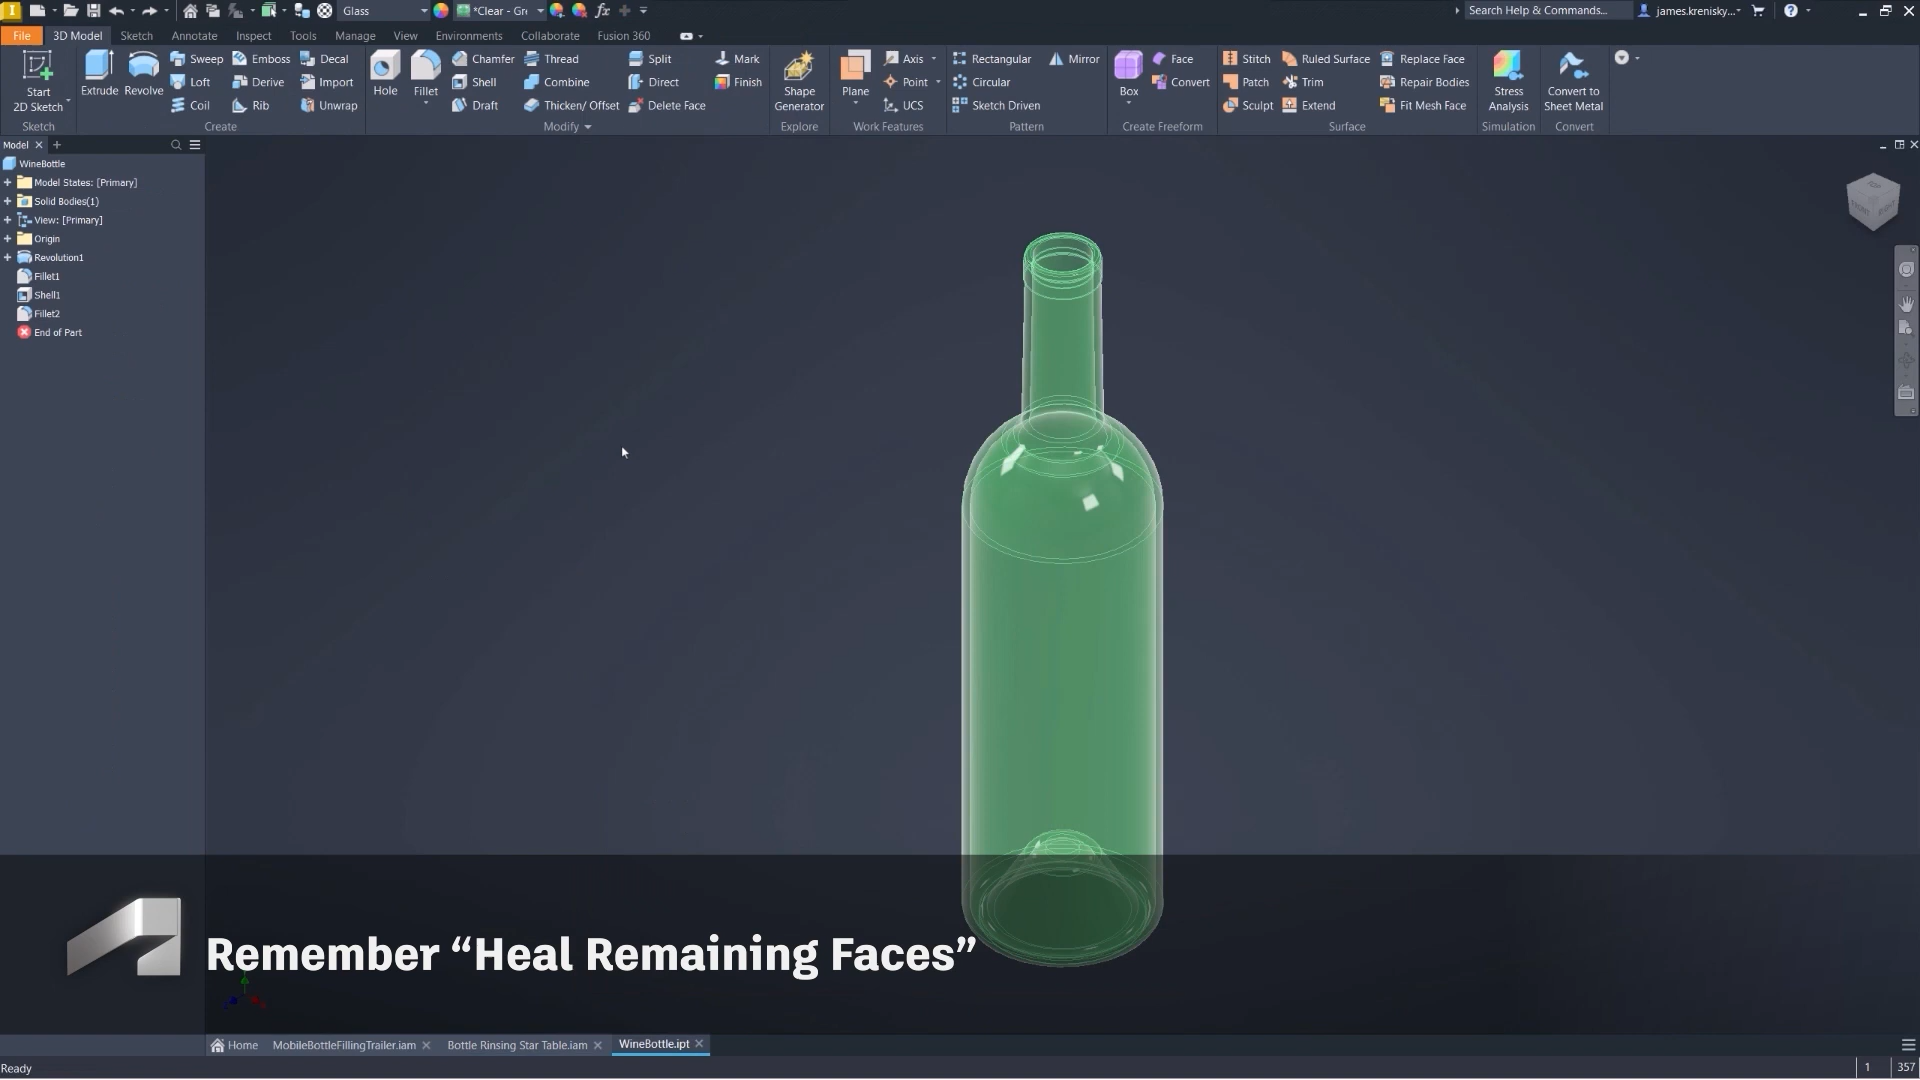 Glass
*Clear - Gre
Search Help & Commands...
james.krenisky...
File
3D Model
Sketch
Annotate
Inspect
Tools
Manage
View
Environments
Collaborate
Fusion 360
Start
2D Sketch
Sketch
Extrude
Revolve
Sweep
Emboss
Decal
Loft
Derive
Import
Coil
Rib
Unwrap
Create
Hole
Fillet
Chamfer
Thread
Split
Mark
Shell
Combine
Direct
Finish
Draft
Thicken/ Offset
Delete Face
Modify
Shape
Generator
Explore
Plane
Axis
Point
UCS
Work Features
Rectangular
Mirror
Circular
Sketch Driven
Pattern
Box
Face
Convert
Create Freeform
Stitch
Ruled Surface
Replace Face
Patch
Trim
Repair Bodies
Sculpt
Extend
Fit Mesh Face
Surface
Stress
Analysis
Simulation
Convert to
Sheet Metal
Convert
Model
WineBottle
Model States: [Primary]
Solid Bodies(1)
View: [Primary]
Origin
Revolution1
Fillet1
Shell1
Fillet2
End of Part
Remember “Heal Remaining Faces”
Home
MobileBottleFillingTrailer.iam
Bottle Rinsing Star Table.iam
WineBottle.ipt
Ready
1
357